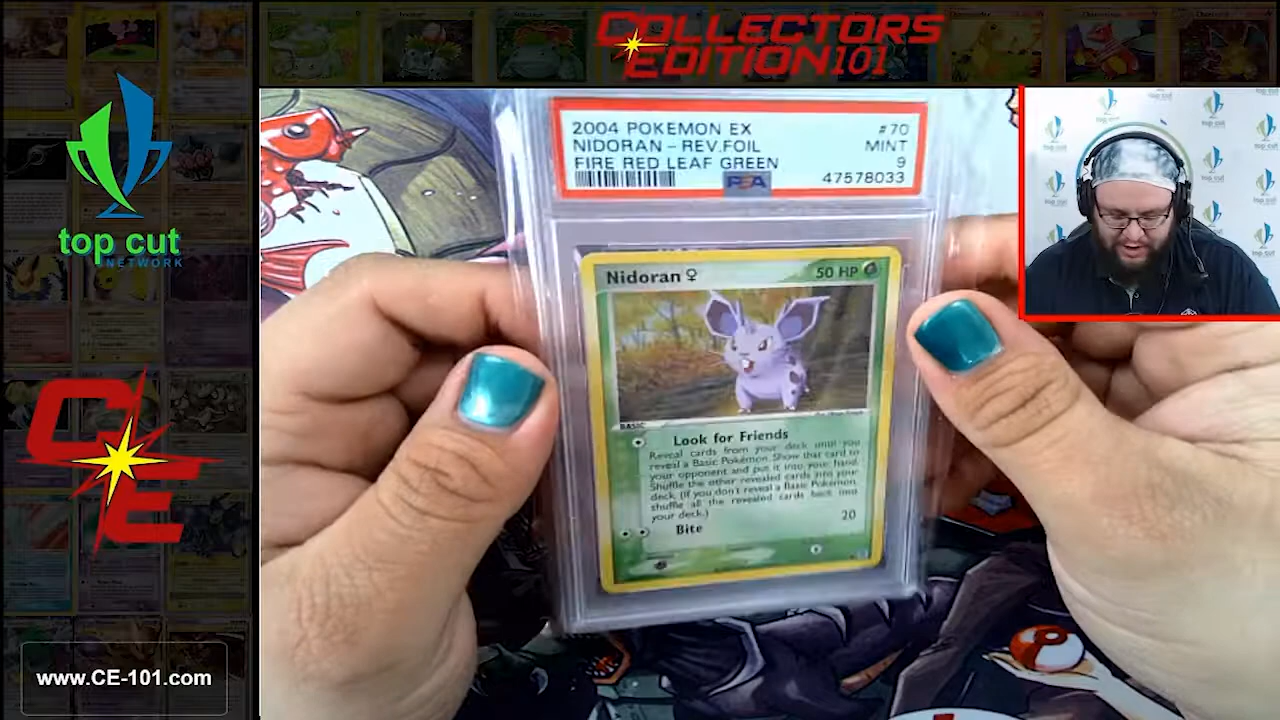 COLLECTORS
EDITION101
top cut
NETWORK
CE
www.CE-101.com
2004 POKEMON EX #70
NIDORAN - REV.FOIL MINT
FIRE RED LEAF GREEN 9
PSA 47578033
Nidoran ♀ 50 HP
BASIC
Look for Friends
Reveal cards from your deck until you
reveal a Basic Pokémon. Show that card to
your opponent and put it into your hand.
Shuffle the other revealed cards into your
deck. (If you don't reveal a Basic Pokémon,
shuffle all the revealed cards back into
your deck.)
Bite 20
top cut